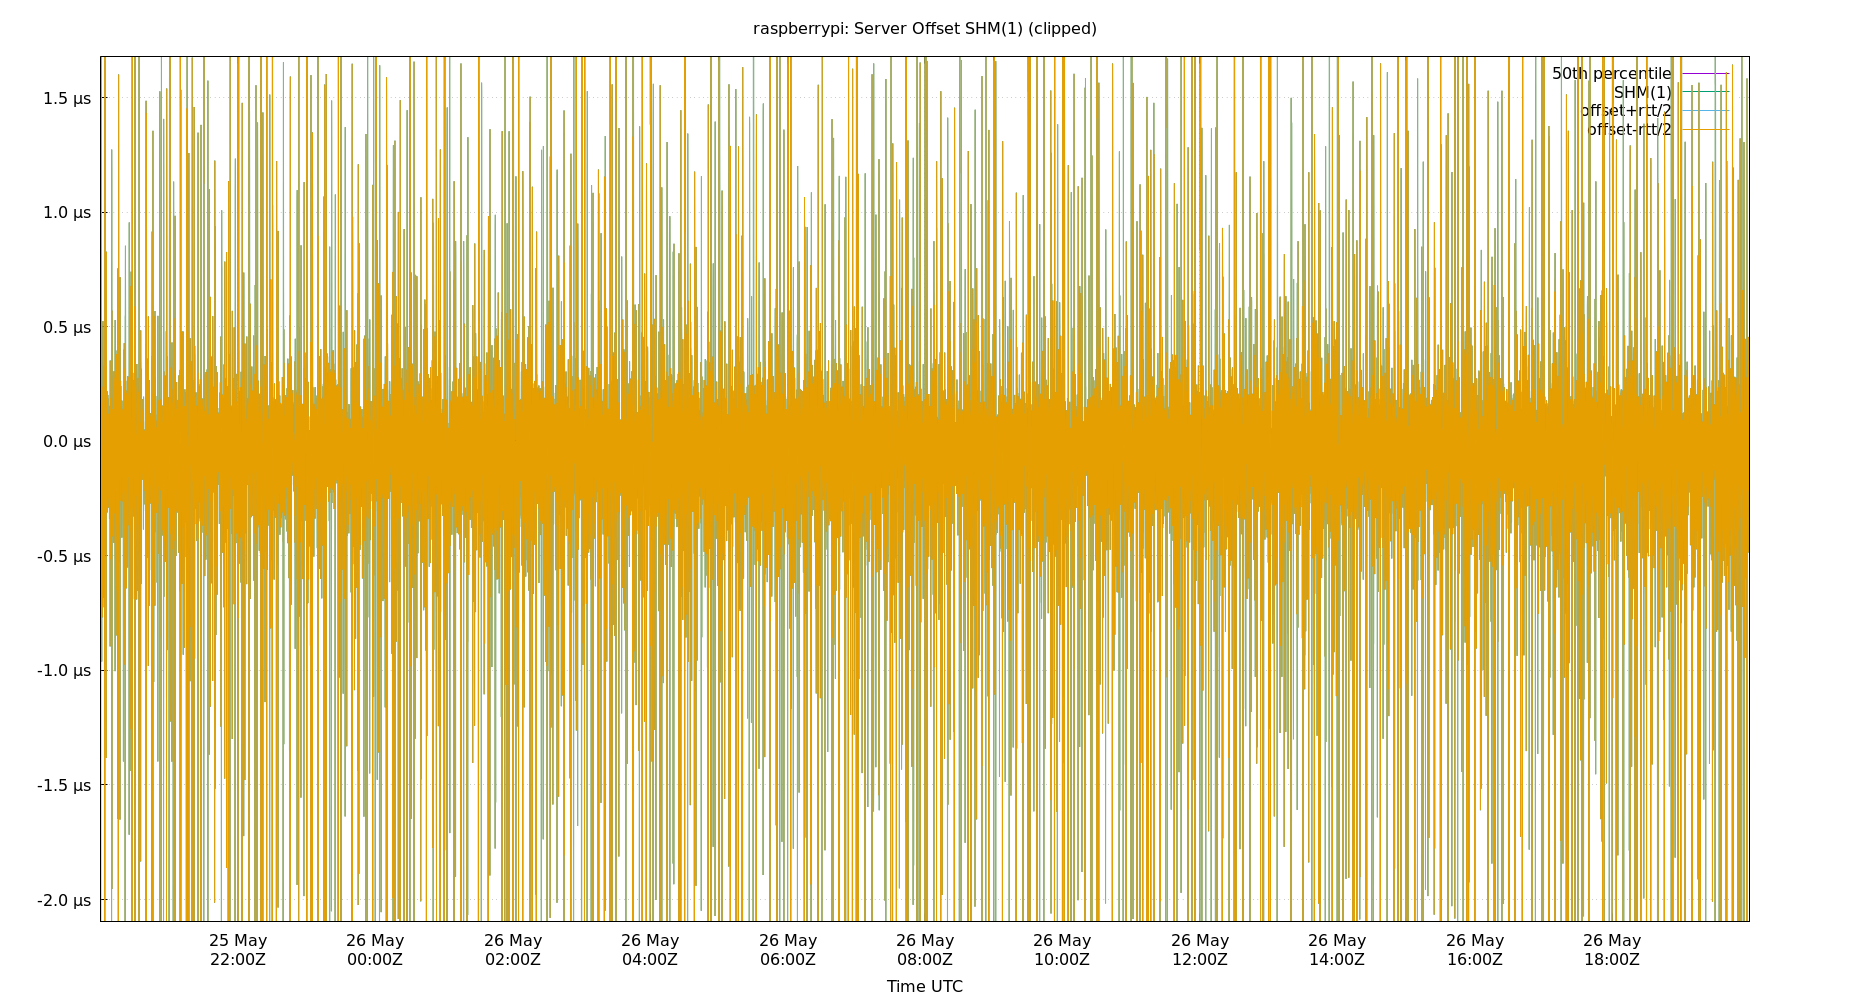 raspberrypi: Server Offset SHM(1) (clipped)
50th percentile
SHM(1)
offset+rtt/2
offset-rtt/2
1.5 µs
1.0 µs
0.5 µs
0.0 µs
-0.5 µs
-1.0 µs
-1.5 µs
-2.0 µs
25 May 26 May 26 May 26 May 26 May 26 May 26 May 26 May 26 May 26 May 26 May
22:00Z 00:00Z 02:00Z 04:00Z 06:00Z 08:00Z 10:00Z 12:00Z 14:00Z 16:00Z 18:00Z
Time UTC